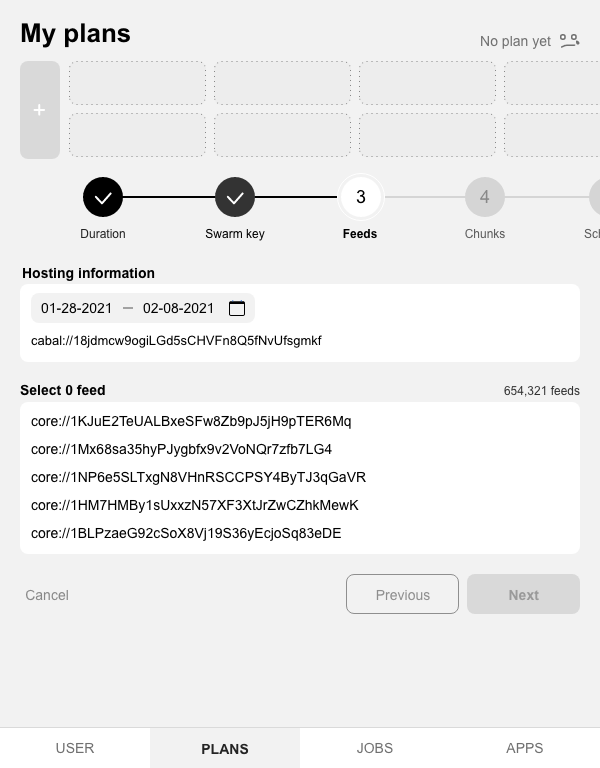 My plans
No plan yet
+
3
4
Duration
Swarm key
Feeds
Chunks
Sch
Hosting information
01-28-2021 — 02-08-2021
cabal://18jdmcw9ogiLGd5sCHVFn8Q5fNvUfsgmkf
Select 0 feed
654,321 feeds
core://1KJuE2TeUALBxeSFw8Zb9pJ5jH9pTER6Mq
core://1Mx68sa35hyPJygbfx9v2VoNQr7zfb7LG4
core://1NP6e5SLTxgN8VHnRSCCPSY4ByTJ3qGaVR
core://1HM7HMBy1sUxxzN57XF3XtJrZwCZhkMewK
core://1BLPzaeG92cSoX8Vj19S36yEcjoSq83eDE
Cancel
Previous
Next
USER
PLANS
JOBS
APPS